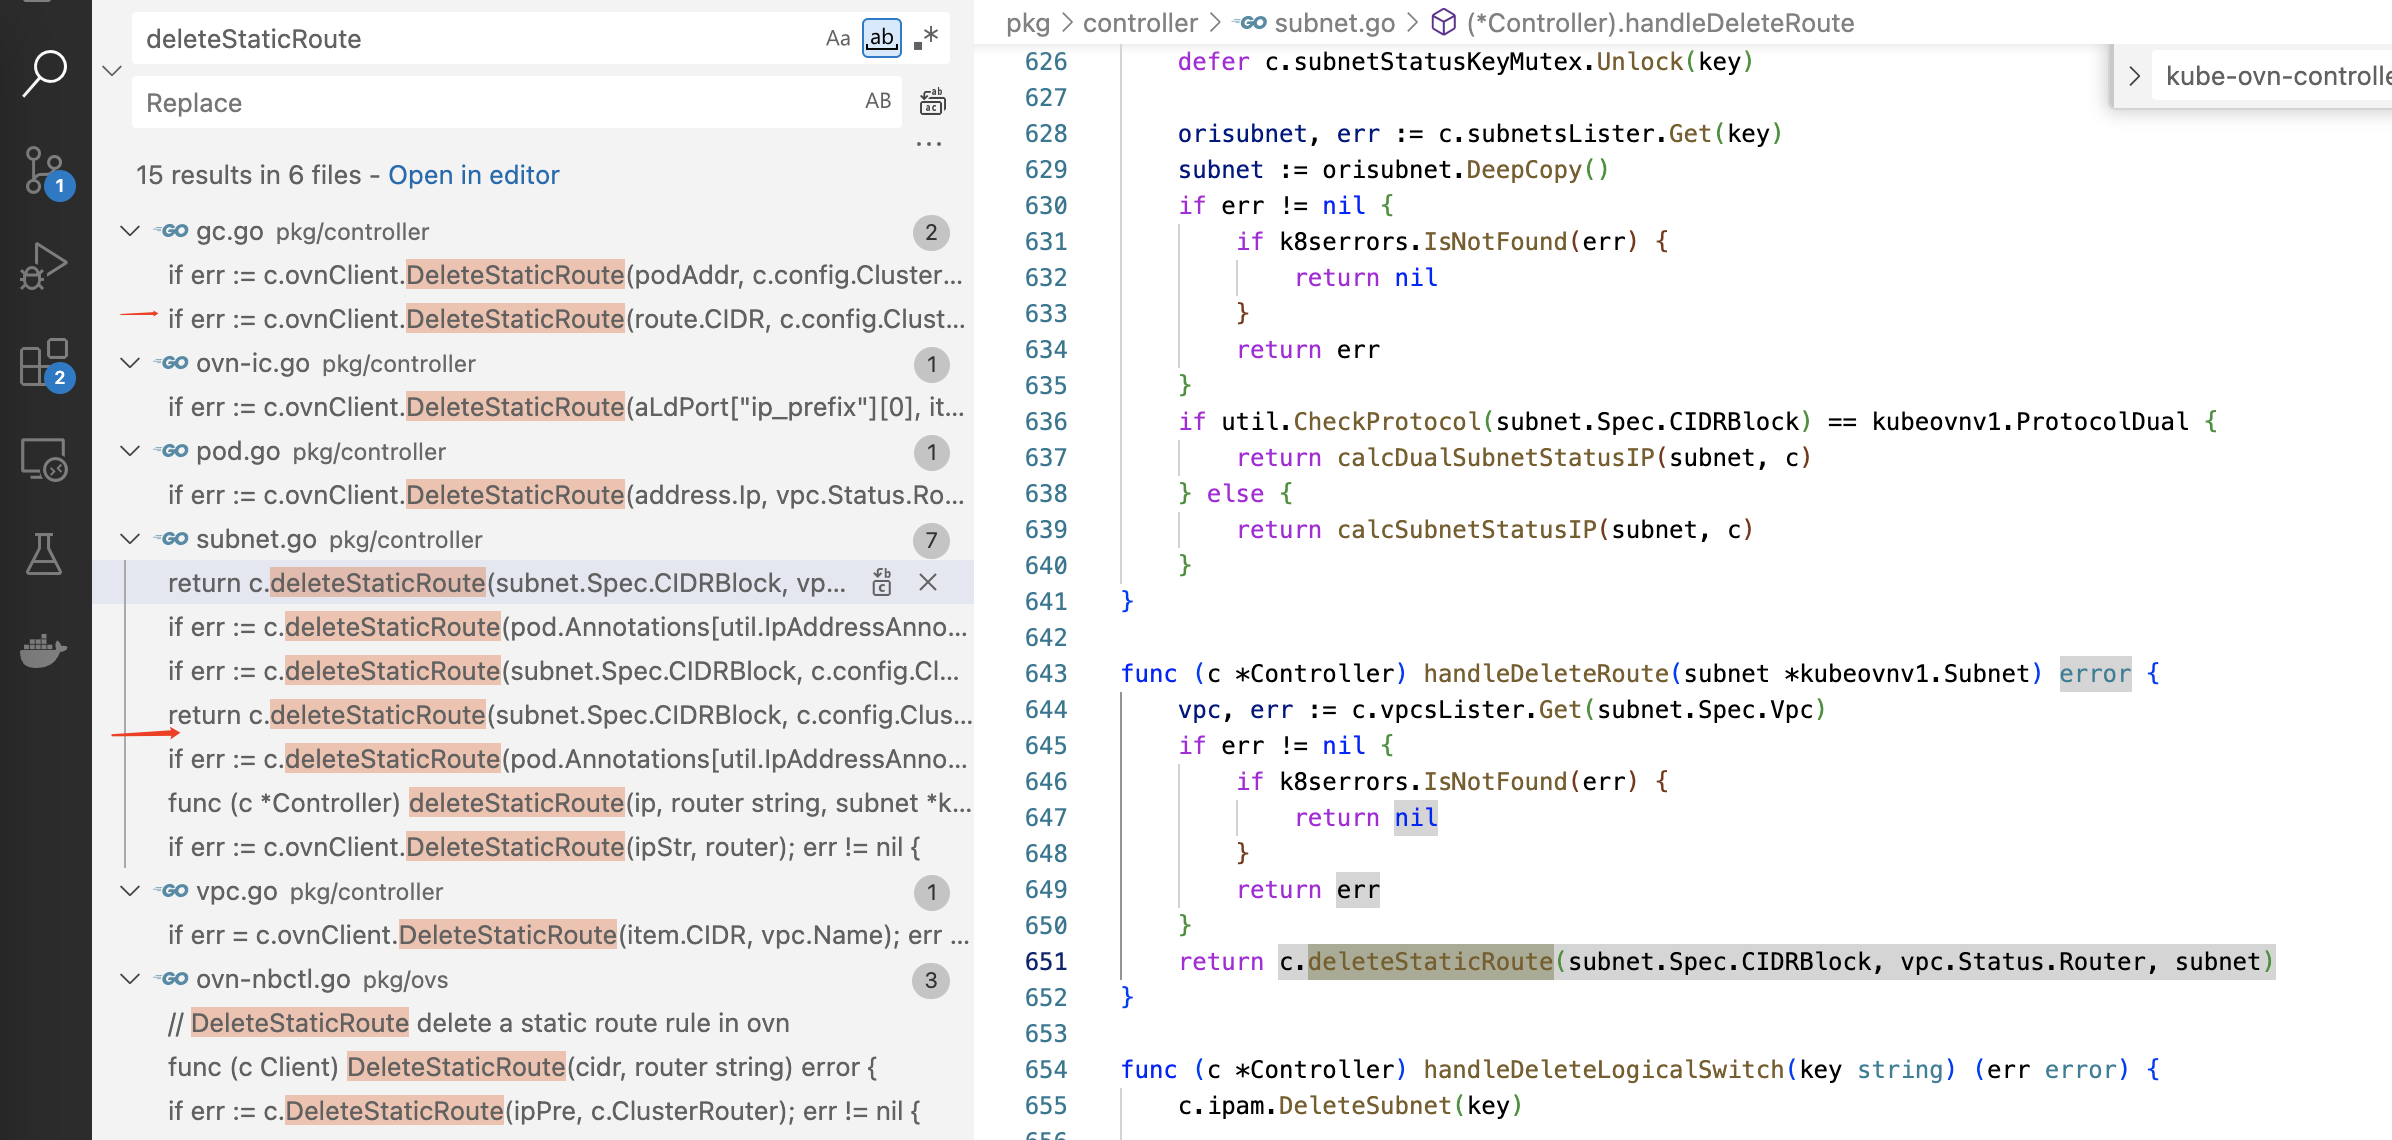 deleteStaticRoute
Aa
ab
.*
Replace
AB
15 results in 6 files - Open in editor
gc.go pkg/controller 2
if err := c.ovnClient.DeleteStaticRoute(podAddr, c.config.Cluster...
if err := c.ovnClient.DeleteStaticRoute(route.CIDR, c.config.Clust...
ovn-ic.go pkg/controller 1
if err := c.ovnClient.DeleteStaticRoute(aLdPort["ip_prefix"][0], it...
pod.go pkg/controller 1
if err := c.ovnClient.DeleteStaticRoute(address.Ip, vpc.Status.Ro...
subnet.go pkg/controller 7
return c.deleteStaticRoute(subnet.Spec.CIDRBlock, vp...
if err := c.deleteStaticRoute(pod.Annotations[util.IpAddressAnno...
if err := c.deleteStaticRoute(subnet.Spec.CIDRBlock, c.config.Cl...
return c.deleteStaticRoute(subnet.Spec.CIDRBlock, c.config.Clus...
if err := c.deleteStaticRoute(pod.Annotations[util.IpAddressAnno...
func (c *Controller) deleteStaticRoute(ip, router string, subnet *k...
if err := c.ovnClient.DeleteStaticRoute(ipStr, router); err != nil {
vpc.go pkg/controller 1
if err = c.ovnClient.DeleteStaticRoute(item.CIDR, vpc.Name); err ...
ovn-nbctl.go pkg/ovs 3
// DeleteStaticRoute delete a static route rule in ovn
func (c Client) DeleteStaticRoute(cidr, router string) error {
if err := c.DeleteStaticRoute(ipPre, c.ClusterRouter); err != nil {
1
2
pkg > controller > subnet.go > (*Controller).handleDeleteRoute
kube-ovn-controlle
626 defer c.subnetStatusKeyMutex.Unlock(key)
627
628 orisubnet, err := c.subnetsLister.Get(key)
629 subnet := orisubnet.DeepCopy()
630 if err != nil {
631 if k8serrors.IsNotFound(err) {
632 return nil
633 }
634 return err
635 }
636 if util.CheckProtocol(subnet.Spec.CIDRBlock) == kubeovnv1.ProtocolDual {
637 return calcDualSubnetStatusIP(subnet, c)
638 } else {
639 return calcSubnetStatusIP(subnet, c)
640 }
641 }
642
643 func (c *Controller) handleDeleteRoute(subnet *kubeovnv1.Subnet) error {
644 vpc, err := c.vpcsLister.Get(subnet.Spec.Vpc)
645 if err != nil {
646 if k8serrors.IsNotFound(err) {
647 return nil
648 }
649 return err
650 }
651 return c.deleteStaticRoute(subnet.Spec.CIDRBlock, vpc.Status.Router, subnet)
652 }
653
654 func (c *Controller) handleDeleteLogicalSwitch(key string) (err error) {
655 c.ipam.DeleteSubnet(key)